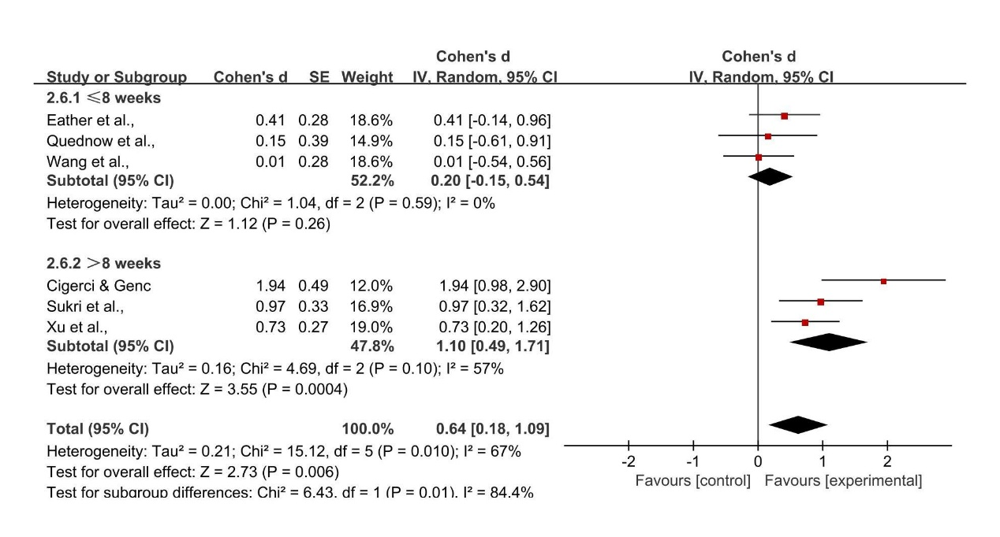 Cohen's d Cohen's d
Study or Subgroup Cohen's d SE Weight IV, Random, 95% CI IV, Random, 95% CI
2.6.1 ≤8 weeks
Eather et al., 0.41 0.28 18.6% 0.41 [-0.14, 0.96]
Quednow et al., 0.15 0.39 14.9% 0.15 [-0.61, 0.91]
Wang et al., 0.01 0.28 18.6% 0.01 [-0.54, 0.56]
Subtotal (95% CI) 52.2% 0.20 [-0.15, 0.54]
Heterogeneity: Tau² = 0.00; Chi² = 1.04, df = 2 (P = 0.59); I² = 0%
Test for overall effect: Z = 1.12 (P = 0.26)
2.6.2 >8 weeks
Cigerci & Genc 1.94 0.49 12.0% 1.94 [0.98, 2.90]
Sukri et al., 0.97 0.33 16.9% 0.97 [0.32, 1.62]
Xu et al., 0.73 0.27 19.0% 0.73 [0.20, 1.26]
Subtotal (95% CI) 47.8% 1.10 [0.49, 1.71]
Heterogeneity: Tau² = 0.16; Chi² = 4.69, df = 2 (P = 0.10); I² = 57%
Test for overall effect: Z = 3.55 (P = 0.0004)
Total (95% CI) 100.0% 0.64 [0.18, 1.09]
Heterogeneity: Tau² = 0.21; Chi² = 15.12, df = 5 (P = 0.010); I² = 67%
Test for overall effect: Z = 2.73 (P = 0.006)
Test for subgroup differences: Chi² = 6.43, df = 1 (P = 0.01), I² = 84.4%
-2 -1 0 1 2
Favours [control] Favours [experimental]